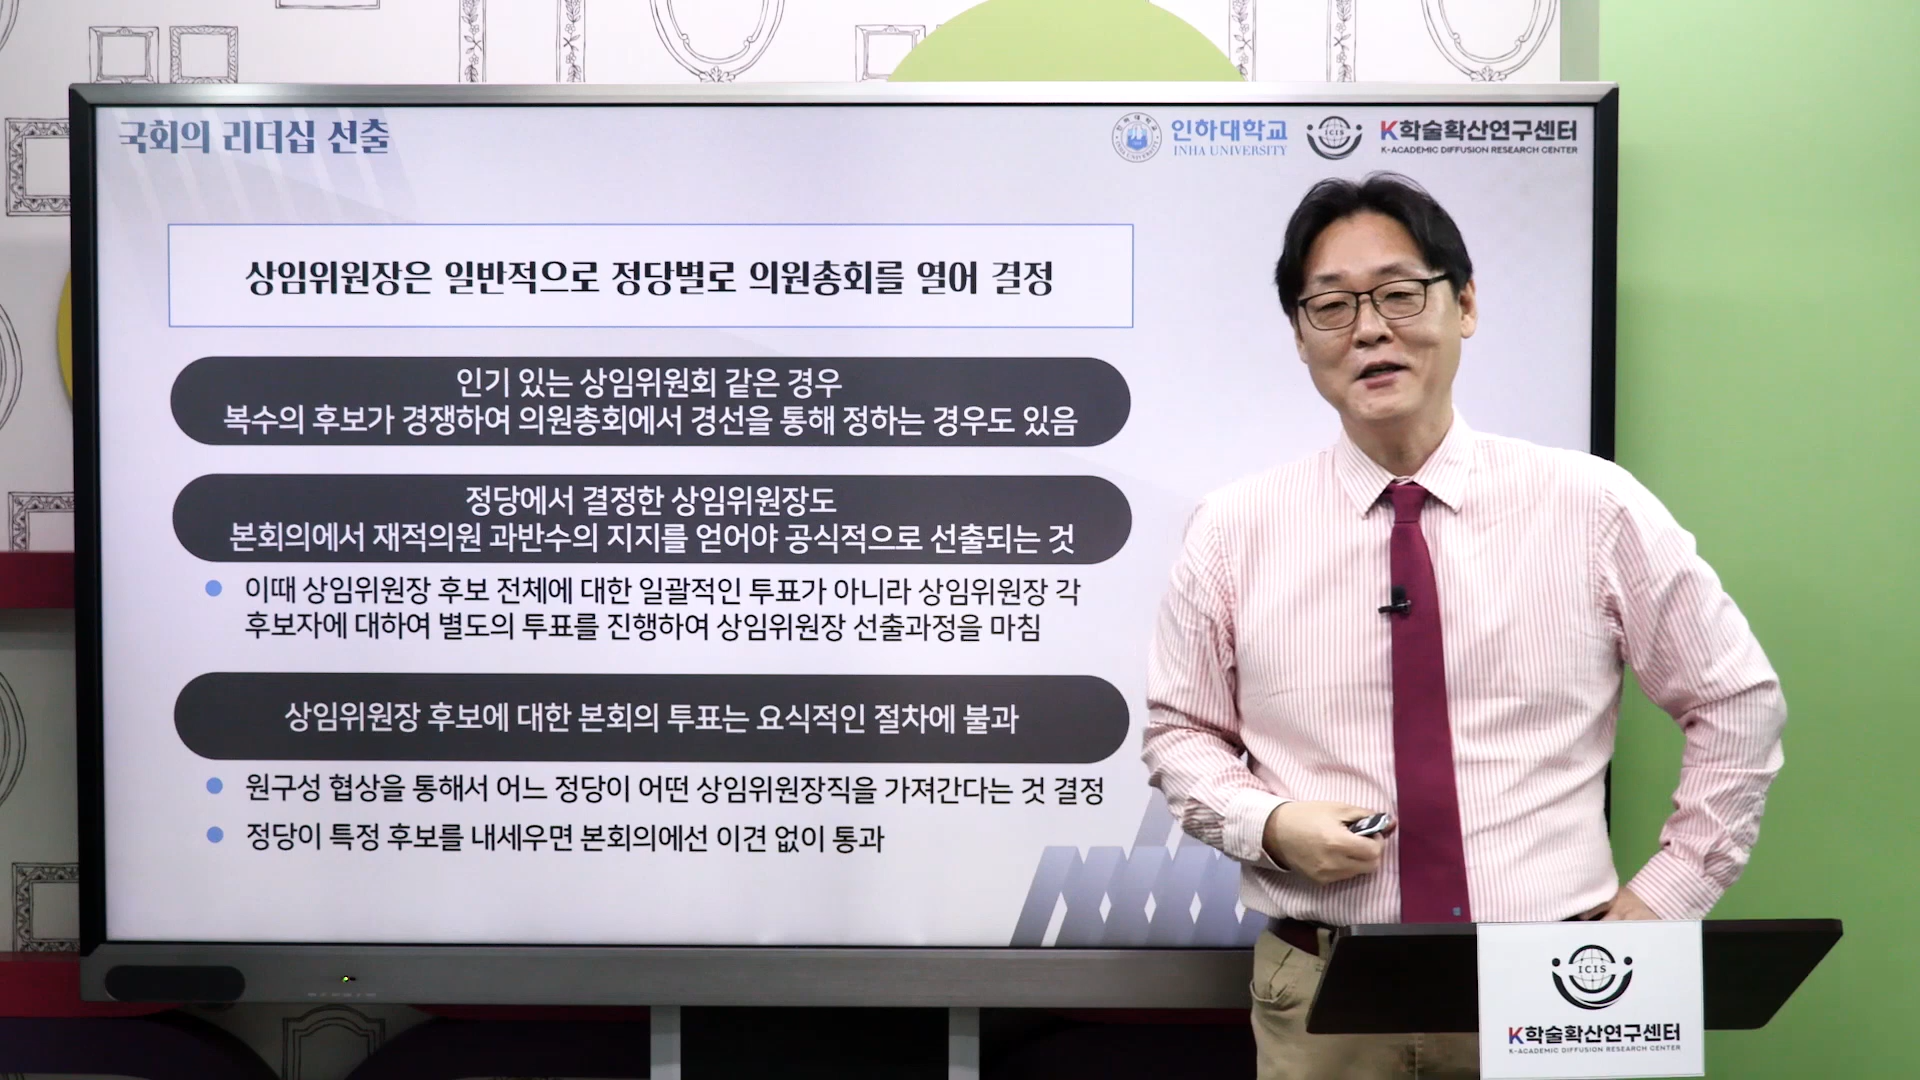 국회의 리더십 선출
인하대학교
INHA UNIVERSITY
ICIS
K학술확산연구센터
K-ACADEMIC DIFFUSION RESEARCH CENTER
상임위원장은 일반적으로 정당별로 의원총회를 열어 결정
인기 있는 상임위원회 같은 경우
복수의 후보가 경쟁하여 의원총회에서 경선을 통해 정하는 경우도 있음
정당에서 결정한 상임위원장도
본회의에서 재적의원 과반수의 지지를 얻어야 공식적으로 선출되는 것
이때 상임위원장 후보 전체에 대한 일괄적인 투표가 아니라 상임위원장 각
후보자에 대하여 별도의 투표를 진행하여 상임위원장 선출과정을 마침
상임위원장 후보에 대한 본회의 투표는 요식적인 절차에 불과
원구성 협상을 통해서 어느 정당이 어떤 상임위원장직을 가져간다는 것 결정
정당이 특정 후보를 내세우면 본회의에선 이견 없이 통과
ICIS
K학술확산연구센터
K-ACADEMIC DIFFUSION RESEARCH CENTER